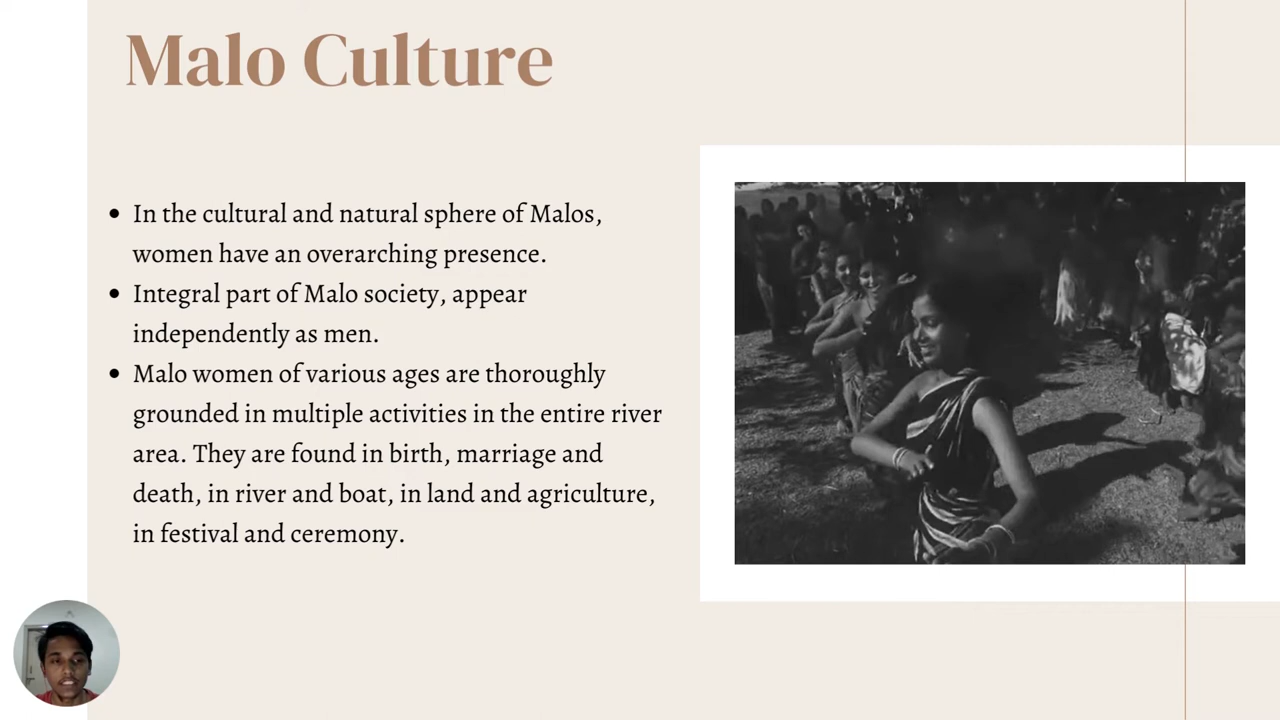 Malo Culture
• In the cultural and natural sphere of Malos,
women have an overarching presence.
• Integral part of Malo society, appear
independently as men.
• Malo women of various ages are thoroughly
grounded in multiple activities in the entire river
area. They are found in birth, marriage and
death, in river and boat, in land and agriculture,
in festival and ceremony.